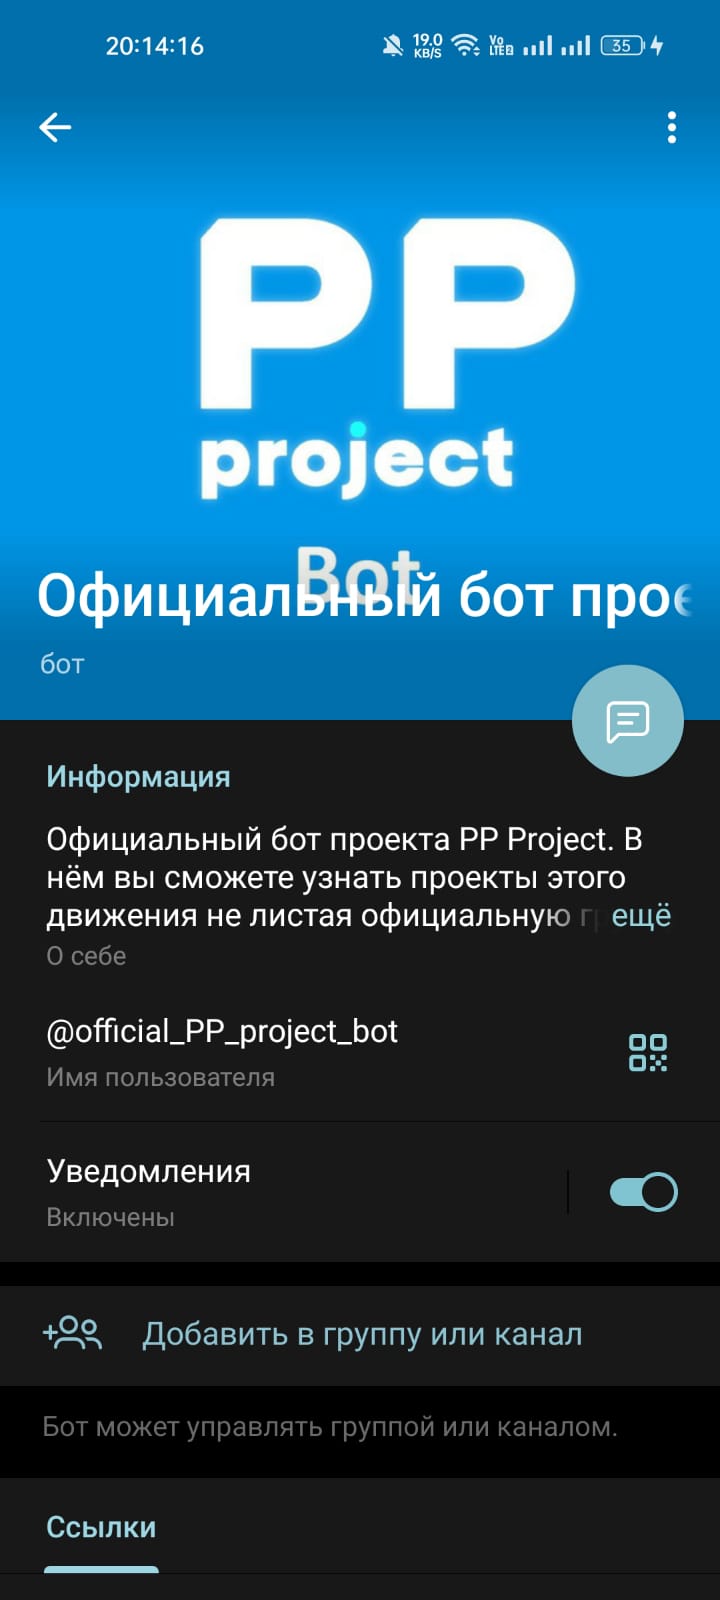 20:14:16
19.0
KB/S
Vo
LTE2
35
PP
project
Bot
Официальный бот прое
бот
Информация
Официальный бот проекта PP Project. В
нём вы сможете узнать проекты этого
движения не листая официальную ещё
О себе
@official_PP_project_bot
Имя пользователя
Уведомления
Включены
Добавить в группу или канал
Бот может управлять группой или каналом.
Ссылки